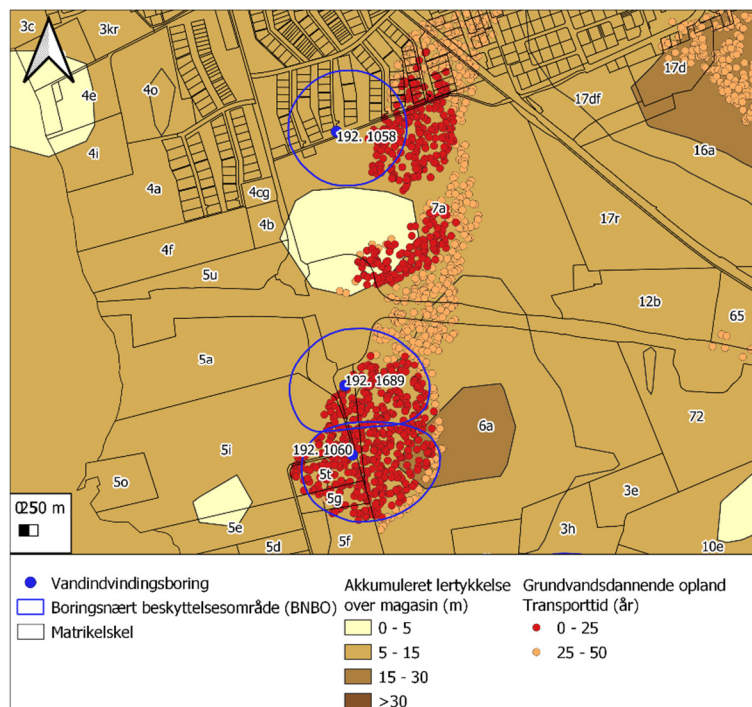 3c
3kr
17d
4e
4o
17df
192. 1058
16a
4i
4a
4cg
7a
4b
17r
4f
5u
12b
65
5a
192. 1689
72
6a
192. 1060
5i
5o
5t
3e
5g
0 250 m
5e
3h
5d
5f
10e
Vandindvindingsboring
Boringsnært beskyttelsesområde (BNBO)
Matrikelskel
Akkumuleret lertykkelse
over magasin (m)
0 - 5
5 - 15
15 - 30
>30
Grundvandsdannende opland
Transporttid (år)
0 - 25
25 - 50